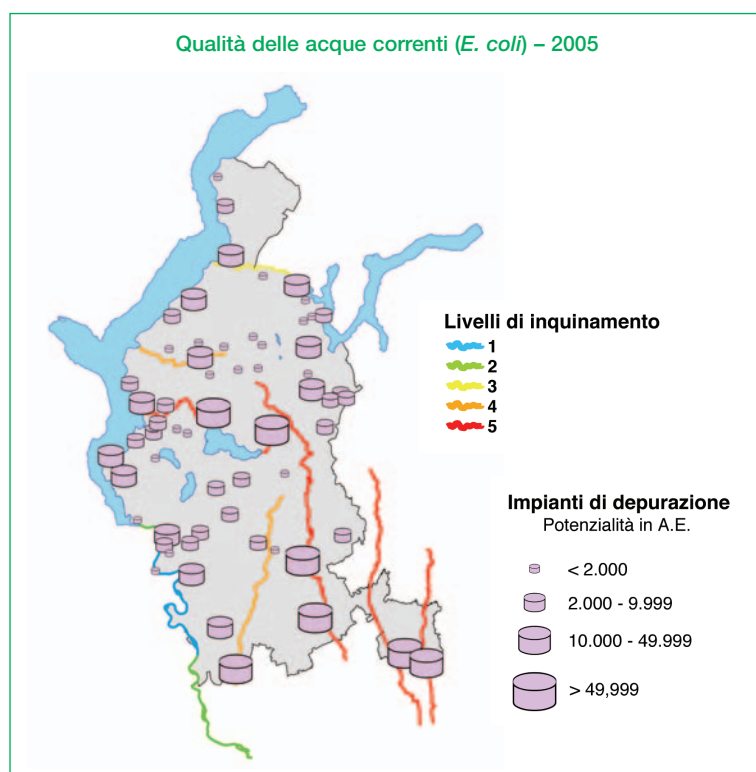 Qualità delle acque correnti (E. coli) – 2005
Livelli di inquinamento
1
2
3
4
5
Impianti di depurazione
Potenzialità in A.E.
< 2.000
2.000 - 9.999
10.000 - 49.999
> 49,999